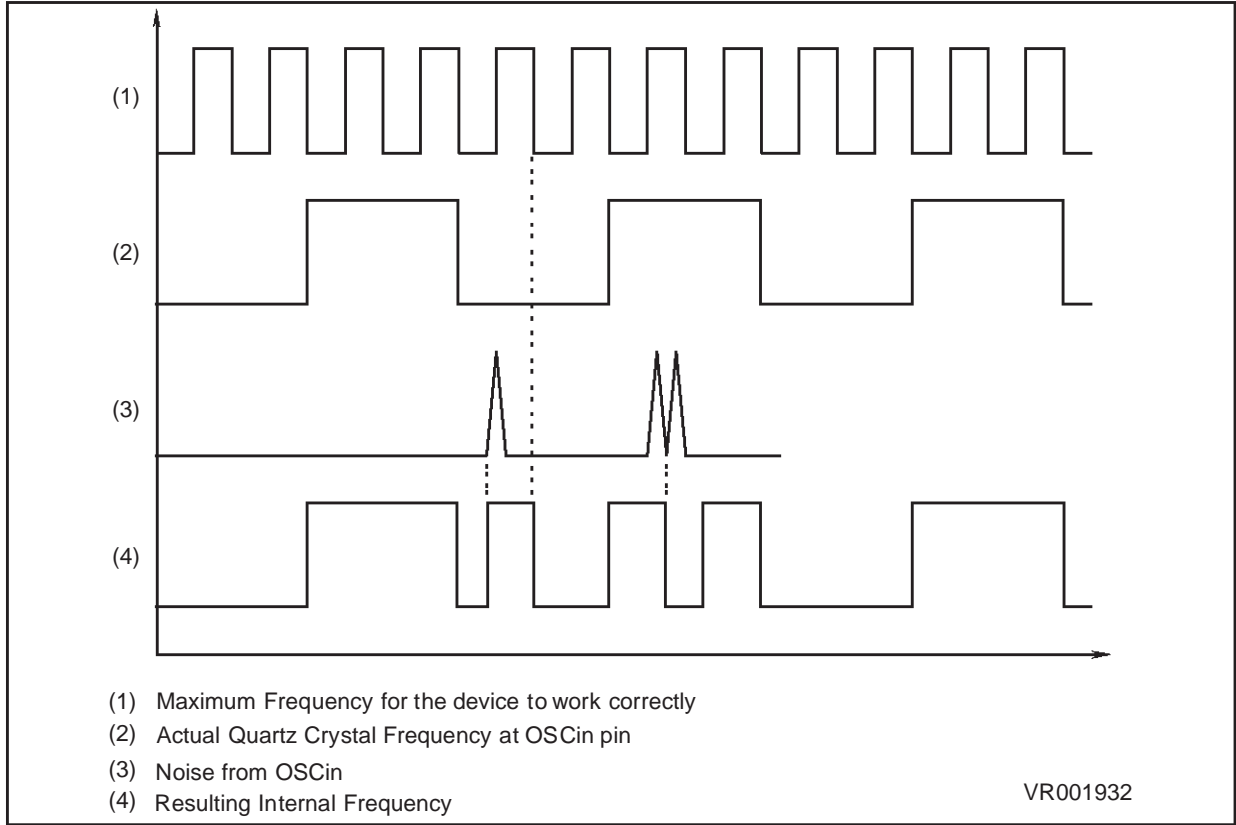 (1)
(2)
(3)
(4)
(1) Maximum Frequency for the device to work correctly
(2) Actual Quartz Crystal Frequency at OSCin pin
(3) Noise from OSCin
(4) Resulting Internal Frequency
VR001932